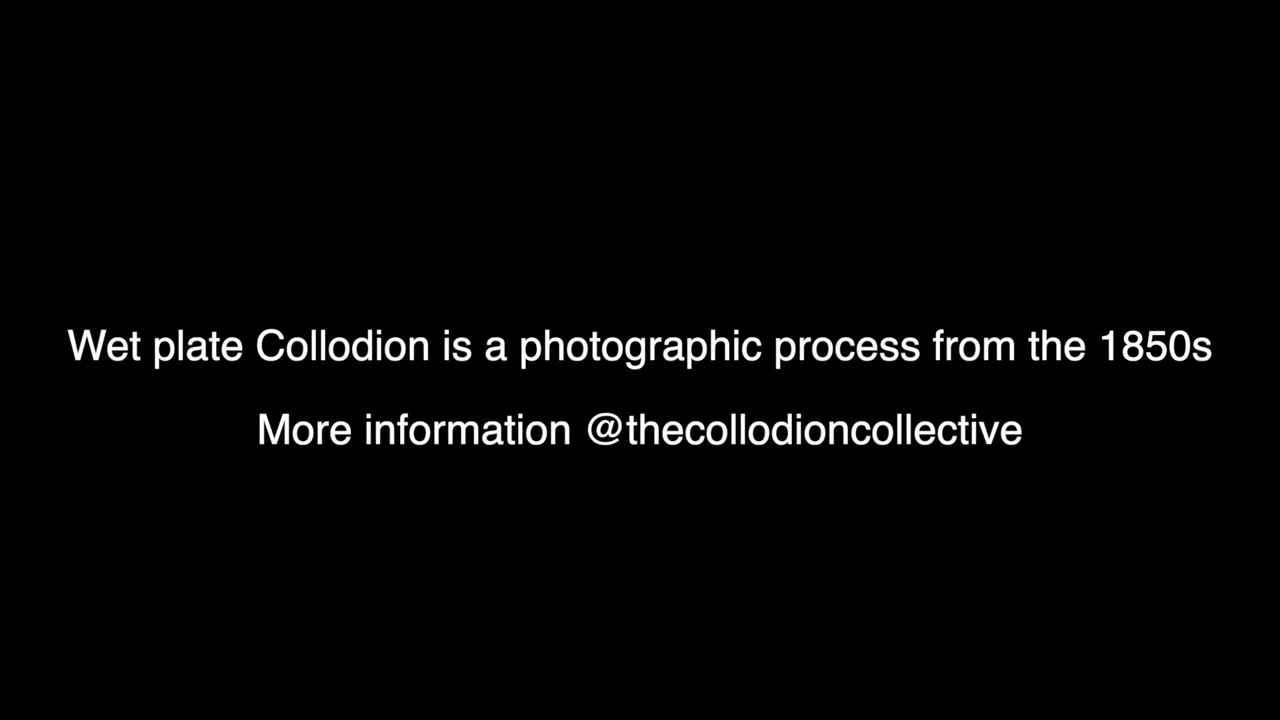 Wet plate Collodion is a photographic process from the 1850s
More information @thecollodioncollective